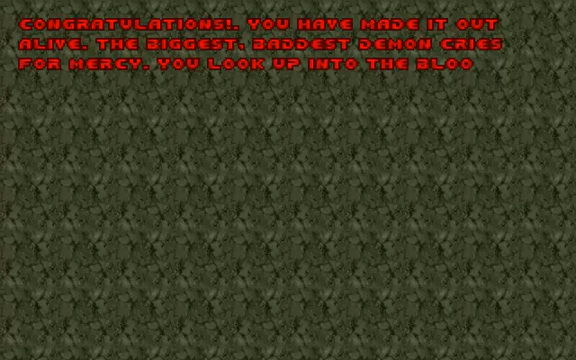 CONGRATULATIONS!. YOU HAVE MADE IT OUT
ALIVE. THE BIGGEST, BADDEST DEMON CRIES
FOR MERCY. YOU LOOK UP INTO THE BLOO